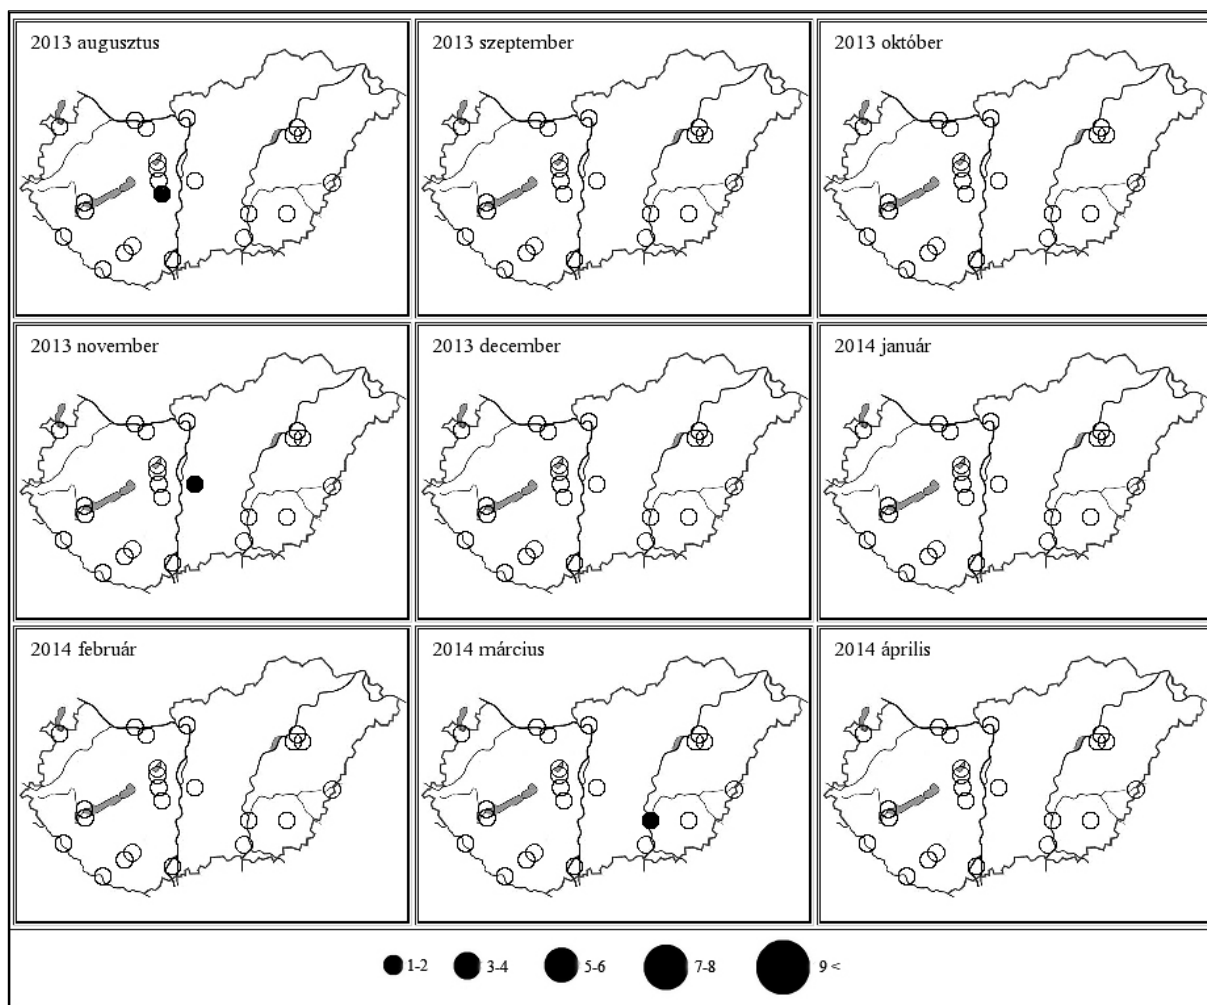 2013 augusztus
2013 szeptember
2013 október
2013 november
2013 december
2014 január
2014 február
2014 március
2014 április
1-2 3-4 5-6 7-8 9 <